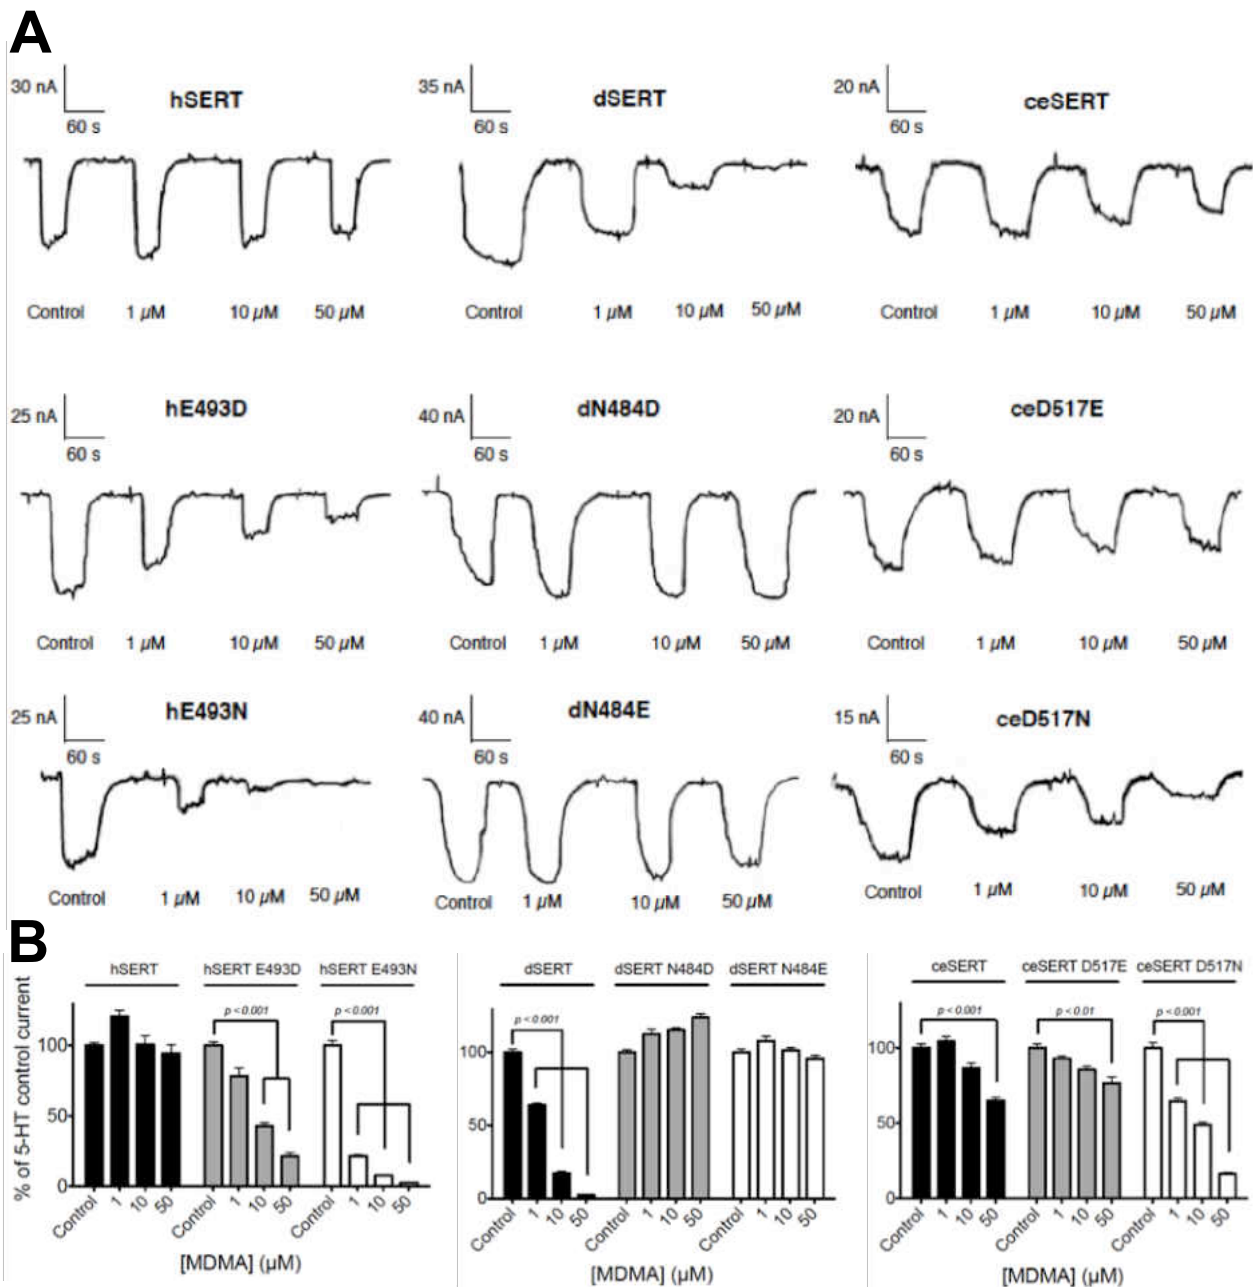 A
30 nA
60 s
hSERT
Control 1 µM 10 µM 50 µM
35 nA
60 s
dSERT
Control 1 µM 10 µM 50 µM
20 nA
60 s
ceSERT
Control 1 µM 10 µM 50 µM
25 nA
60 s
hE493D
Control 1 µM 10 µM 50 µM
40 nA
60 s
dN484D
Control 1 µM 10 µM 50 µM
20 nA
60 s
ceD517E
Control 1 µM 10 µM 50 µM
25 nA
60 s
hE493N
Control 1 µM 10 µM 50 µM
40 nA
60 s
dN484E
Control 1 µM 10 µM 50 µM
15 nA
60 s
ceD517N
Control 1 µM 10 µM 50 µM
B
% of 5-HT control current
hSERT hSERT E493D hSERT E493N
p < 0.001 p < 0.001
100
50
0
Control 1 10 50 Control 1 10 50 Control 1 10 50
[MDMA] (µM)
dSERT dSERT N484D dSERT N484E
p < 0.001
100
50
0
Control 1 10 50 Control 1 10 50 Control 1 10 50
[MDMA] (µM)
ceSERT ceSERT D517E ceSERT D517N
p < 0.001 p < 0.01 p < 0.001
100
50
0
Control 1 10 50 Control 1 10 50 Control 1 10 50
[MDMA] (µM)